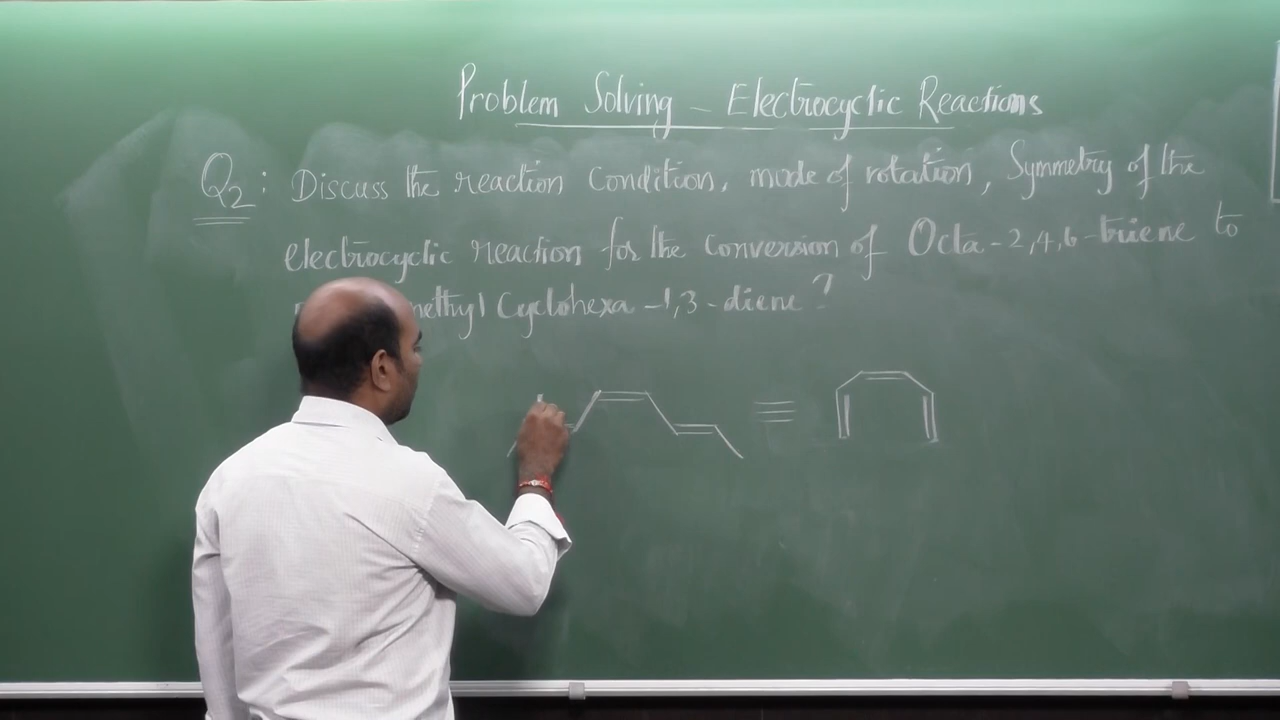 Problem Solving - Electrocyclic Reactions
Q2: Discuss the reaction Condition, mode of rotation, Symmetry of the
electrocyclic reaction for the conversion of Octa-2,4,6-triene to
methyl Cyclohexa-1,3-diene?